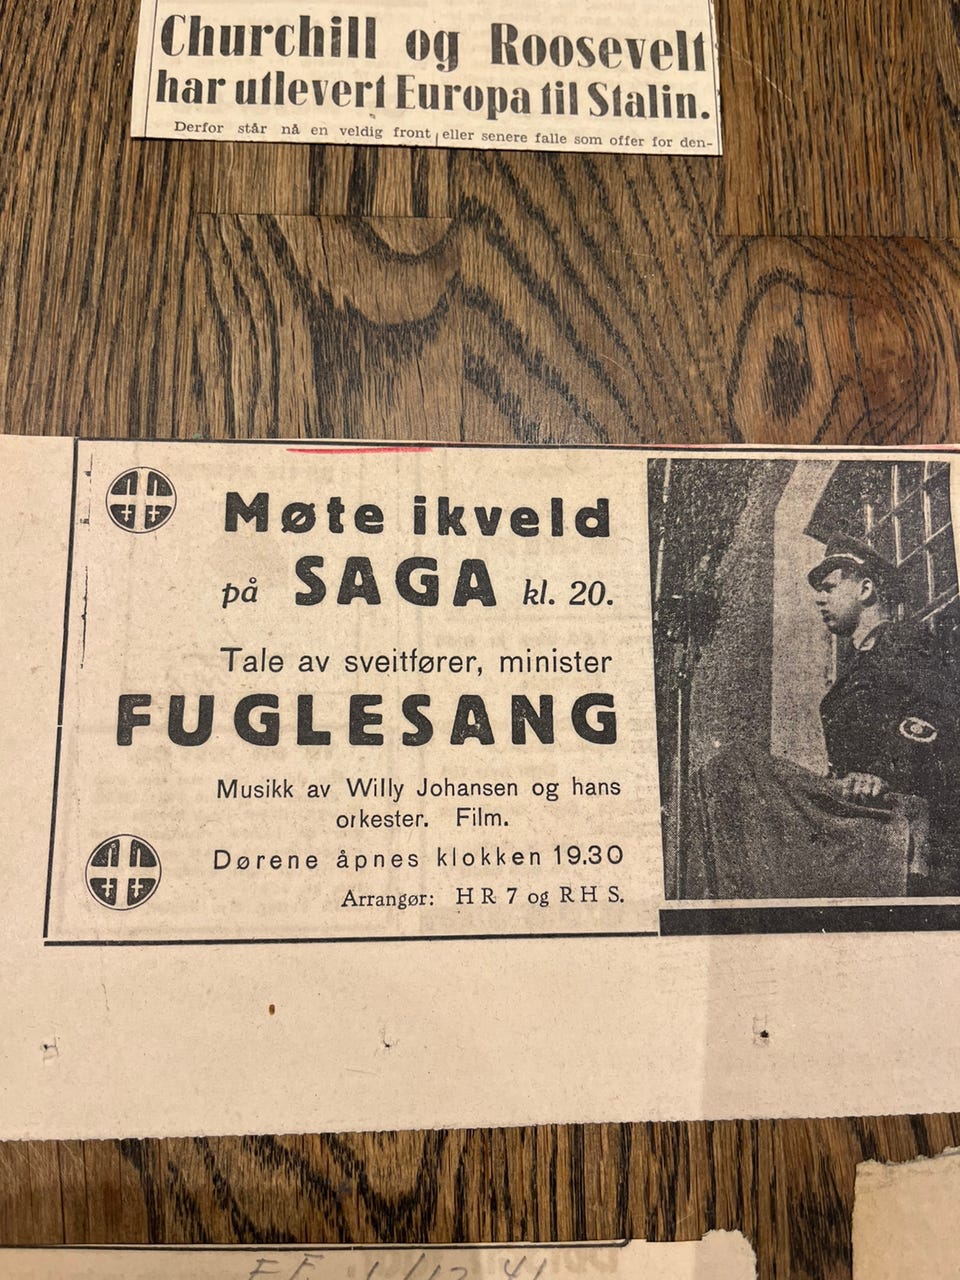 Churchill og Roosevelt
har utlevert Europa til Stalin.
Derfor står nå en veldig front
eller senere falle som offer for den-
Møte ikveld
på SAGA kl. 20.
Tale av sveitfører, minister
FUGLESANG
Musikk av Willy Johansen og hans
orkester. Film.
Dørene åpnes klokken 19.30
Arrangør: HR 7 og RHS.